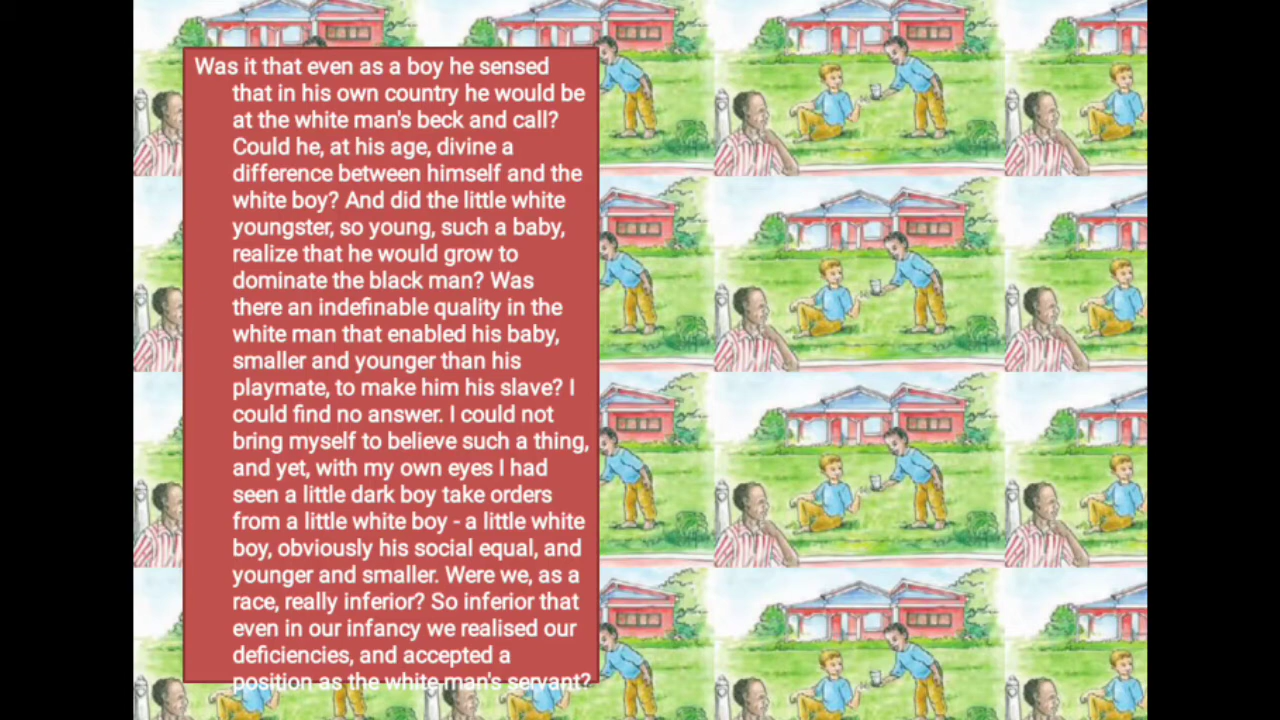 Was it that even as a boy he sensed
that in his own country he would be
at the white man's beck and call?
Could he, at his age, divine a
difference between himself and the
white boy? And did the little white
youngster, so young, such a baby,
realize that he would grow to
dominate the black man? Was
there an indefinable quality in the
white man that enabled his baby,
smaller and younger than his
playmate, to make him his slave? I
could find no answer. I could not
bring myself to believe such a thing,
and yet, with my own eyes I had
seen a little dark boy take orders
from a little white boy - a little white
boy, obviously his social equal, and
younger and smaller. Were we, as a
race, really inferior? So inferior that
even in our infancy we realised our
deficiencies, and accepted a
position as the white man's servant?